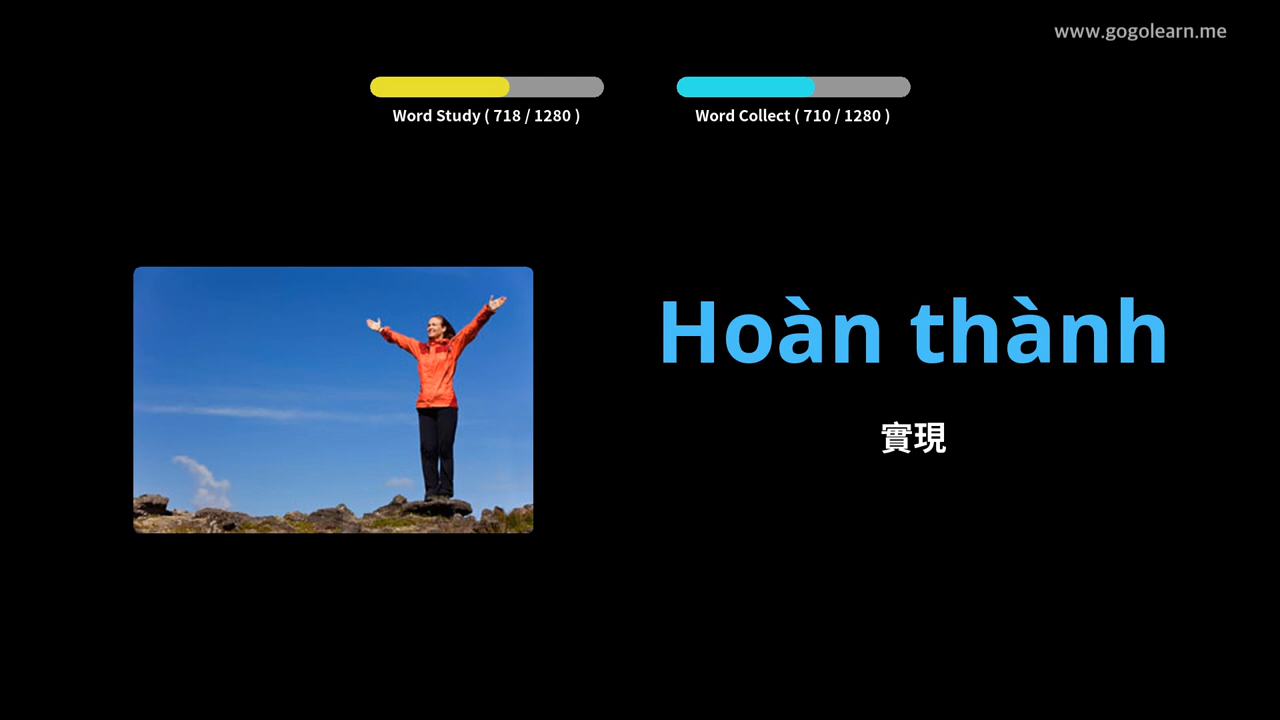 www.gogolearn.me
Word Study ( 718 / 1280 )
Word Collect ( 710 / 1280 )
Hoàn thành
實現